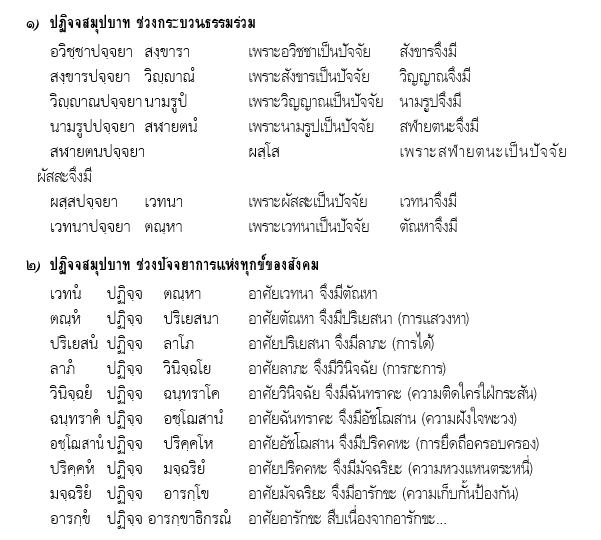 ๑) ปฏิจจสมุปบาท ช่วงกระบวนธรรมร่วม
อวิชฺชาปจฺจยา สงฺขารา เพราะอวิชชาเป็นปัจจัย สังขารจึงมี
สงฺขารปจฺจยา วิญฺญาณํ เพราะสังขารเป็นปัจจัย วิญญาณจึงมี
วิญฺญาณปจฺจยา นามรูปํ เพราะวิญญาณเป็นปัจจัย นามรูปจึงมี
นามรูปปจฺจยา สฬายตนํ เพราะนามรูปเป็นปัจจัย สฬายตนะจึงมี
สฬายตนปจฺจยา ผสฺโส เพราะสฬายตนะเป็นปัจจัย
ผัสสะจึงมี
ผสฺสปจฺจยา เวทนา เพราะผัสสะเป็นปัจจัย เวทนาจึงมี
เวทนาปจฺจยา ตณฺหา เพราะเวทนาเป็นปัจจัย ตัณหาจึงมี
๒) ปฏิจจสมุปบาท ช่วงปัจจยาการแห่งทุกข์ของสังคม
เวทนํ ปฏิจฺจ ตณฺหา อาศัยเวทนา จึงมีตัณหา
ตณฺหํ ปฏิจฺจ ปริเยสนา อาศัยตัณหา จึงมีปริเยสนา (การแสวงหา)
ปริเยสนํ ปฏิจฺจ ลาโภ อาศัยปริเยสนา จึงมีลาภะ (การได้)
ลาภํ ปฏิจฺจ วินิจฺฉโย อาศัยลาภะ จึงมีวินิจฉัย (การกะการ)
วินิจฺฉยํ ปฏิจฺจ ฉนฺทราโค อาศัยวินิจฉัย จึงมีฉันทราคะ (ความติดใคร่ใฝ่กระสัน)
ฉนฺทราคํ ปฏิจฺจ อชฺโฌสานํ อาศัยฉันทราคะ จึงมีอัชโฌสาน (ความฝังใจพะวง)
อชฺโฌสานํ ปฏิจฺจ ปริคฺคโห อาศัยอัชโฌสาน จึงมีปริคคหะ (การยึดถือครอบครอง)
ปริคฺคหํ ปฏิจฺจ มจฺฉริยํ อาศัยปริคคหะ จึงมีมัจฉริยะ (ความหวงแหนตระหนี่)
มจฺฉริยํ ปฏิจฺจ อารกฺโข อาศัยมัจฉริยะ จึงมีอารักขะ (ความเก็บกั้นป้องกัน)
อารกฺขํ ปฏิจฺจ อารกฺขาธิกรณํ อาศัยอารักขะ สืบเนื่องจากอารักขะ...